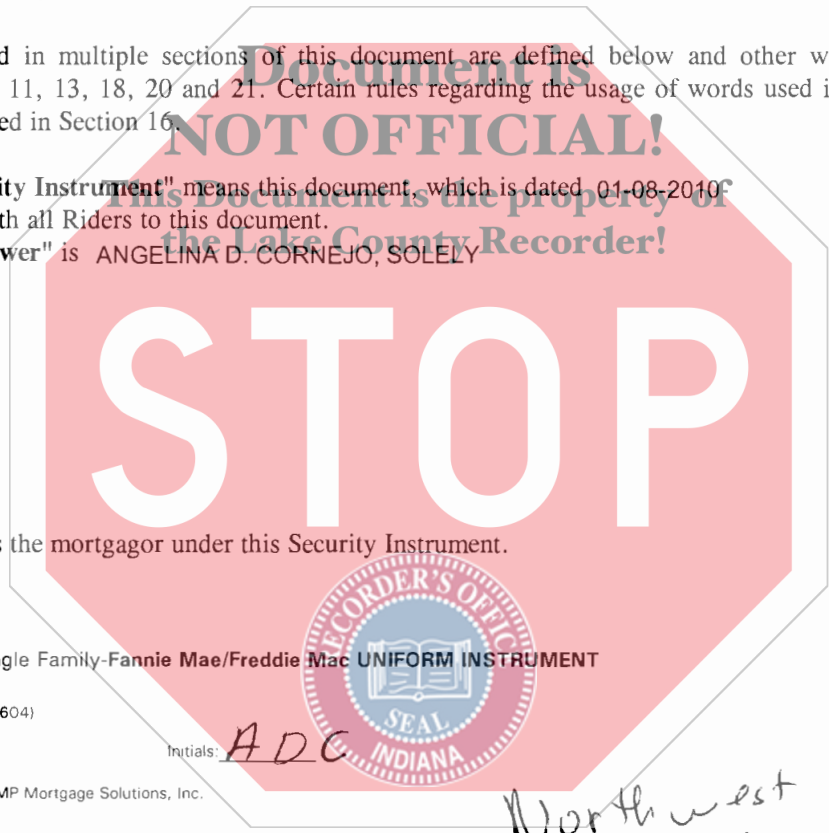 d in multiple sections of this document are defined below and other w
Document is
11, 13, 18, 20 and 21. Certain rules regarding the usage of words used i
ed in Section 16.
NOT OFFICIAL!
ity Instrument" means this document, which is dated 01-08-2010
This Document is the property of
th all Riders to this document.
the Lake County Recorder!
wer" is ANGELINA D. CORNEJO, SOLELY
STOP
s the mortgagor under this Security Instrument.
RECORDER'S OFFICE
gle Family-Fannie Mae/Freddie Mac UNIFORM INSTRUMENT
604)
SEAL
INDIANA
Initials: ADC
MP Mortgage Solutions, Inc.
Northwest